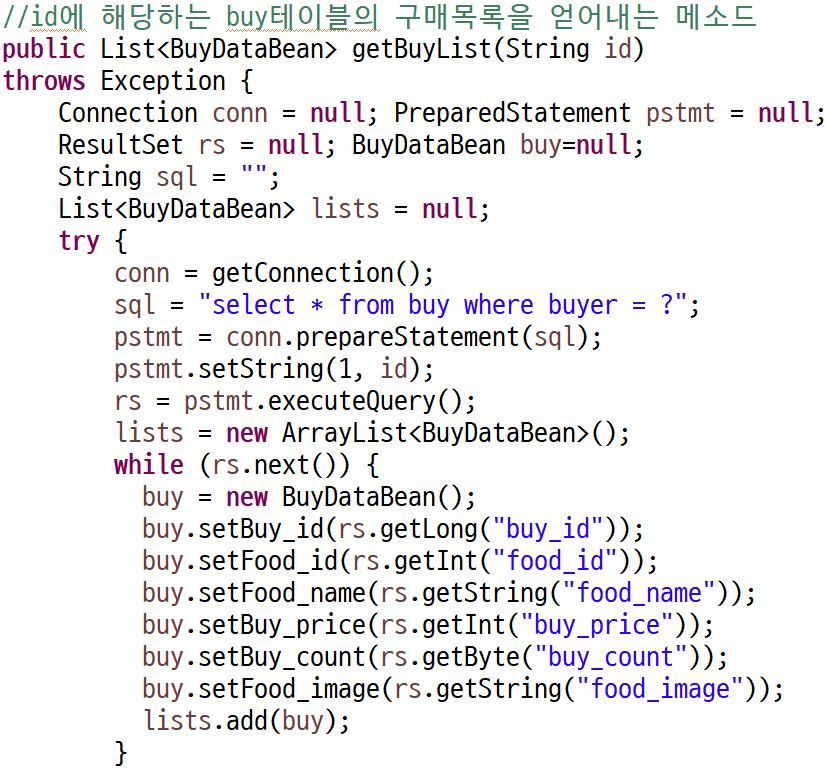 //id에 해당하는 buy테이블의 구매목록을 얻어내는 메소드
public List<BuyDataBean> getBuyList(String id)
throws Exception {
    Connection conn = null; PreparedStatement pstmt = null;
    ResultSet rs = null; BuyDataBean buy=null;
    String sql = "";
    List<BuyDataBean> lists = null;
    try {
        conn = getConnection();
        sql = "select * from buy where buyer = ?";
        pstmt = conn.prepareStatement(sql);
        pstmt.setString(1, id);
        rs = pstmt.executeQuery();
        lists = new ArrayList<BuyDataBean>();
        while (rs.next()) {
          buy = new BuyDataBean();
          buy.setBuy_id(rs.getLong("buy_id"));
          buy.setFood_id(rs.getInt("food_id"));
          buy.setFood_name(rs.getString("food_name"));
          buy.setBuy_price(rs.getInt("buy_price"));
          buy.setBuy_count(rs.getByte("buy_count"));
          buy.setFood_image(rs.getString("food_image"));
          lists.add(buy);
        }